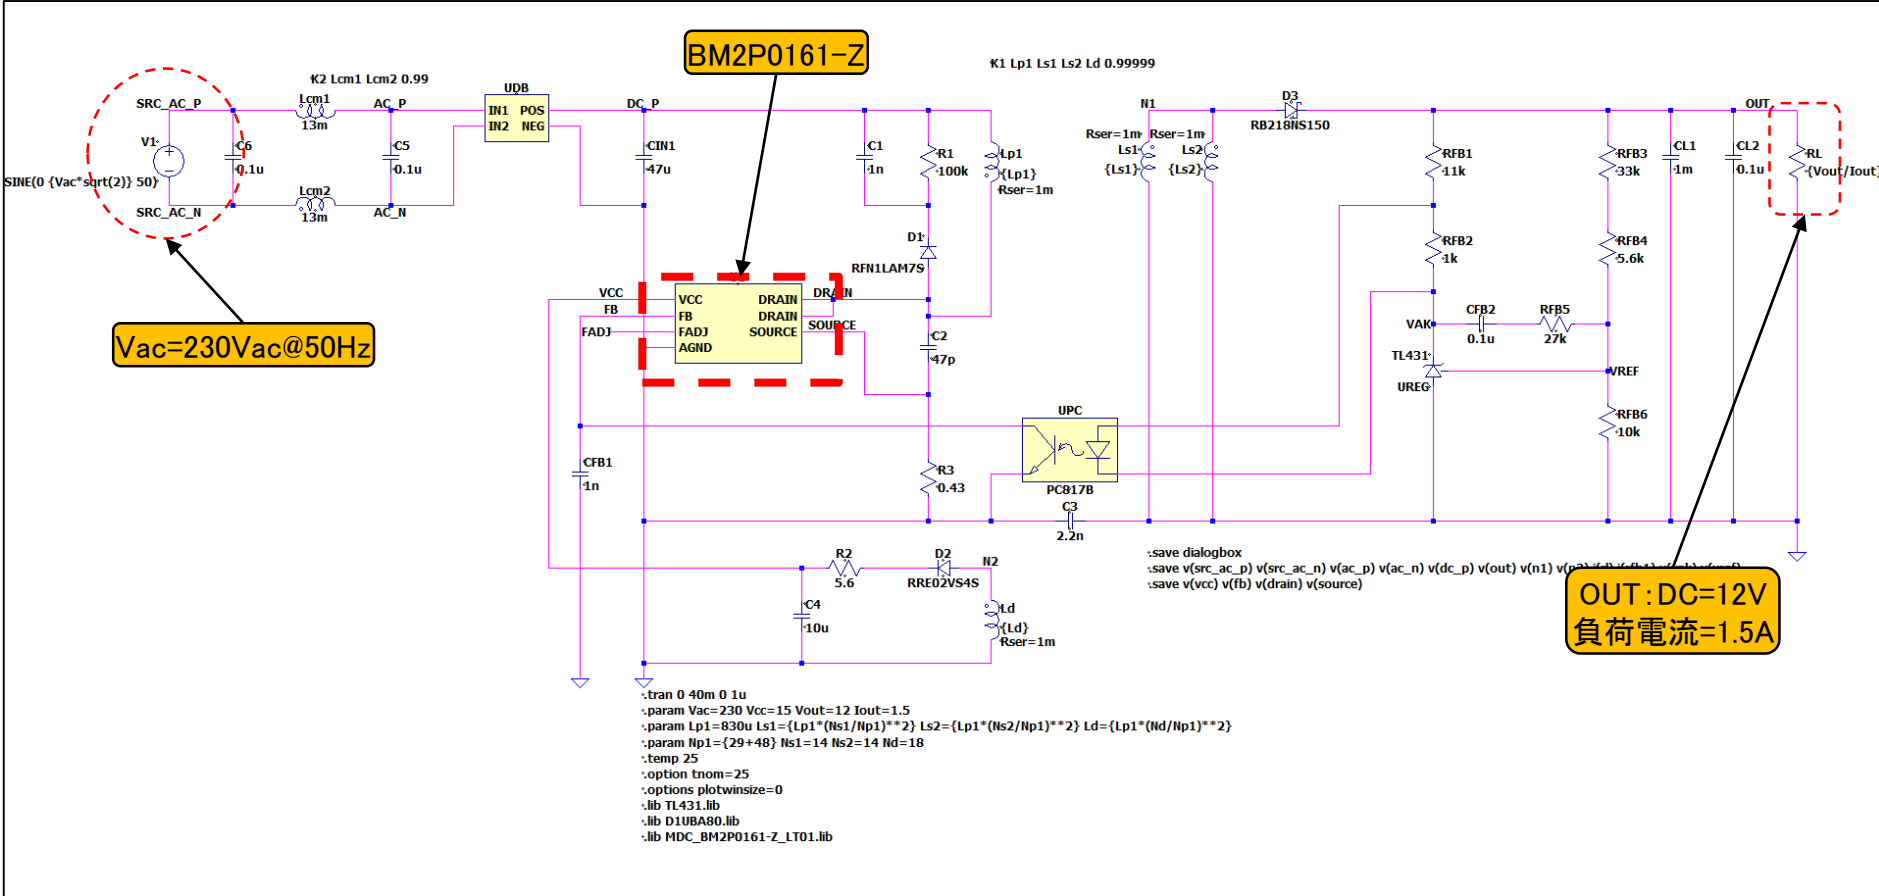 BM2P0161-Z
K2 Lcm1 Lcm2 0.99
K1 Lp1 Ls1 Ls2 Ld 0.99999
SRC_AC_P
Lcm1
13m
AC_P
UDB
IN1 POS
IN2 NEG
DC_P
N1
D3
RB218NS150
OUT
V1
SINE(0 {Vac*sqrt(2)} 50)
C6
0.1u
C5
0.1u
CIN1
47u
C1
1n
R1
100k
Lp1
{Lp1}
Rser=1m
Rser=1m
Ls1
{Ls1}
Rser=1m
Ls2
{Ls2}
RFB1
11k
RFB3
33k
CL1
1m
CL2
0.1u
RL
{Vout/Iout}
SRC_AC_N
Lcm2
13m
AC_N
D1
RFN1LAM7S
RFB2
1k
RFB4
5.6k
VCC
FB
FADJ
VCC DRAIN
FB DRAIN
FADJ SOURCE
AGND
DRAIN
SOURCE
C2
47p
VAK
CFB2
0.1u
RFB5
27k
TL431
UREG
VREF
RFB6
10k
Vac=230Vac@50Hz
UPC
PC817B
CFB1
1n
R3
0.43
C3
2.2n
R2
5.6
D2
RRE02VS4S
N2
C4
10u
Ld
{Ld}
Rser=1m
.save dialogbox
.save v(src_ac_p) v(src_ac_n) v(ac_p) v(ac_n) v(dc_p) v(out) v(n1)
.save v(vcc) v(fb) v(drain) v(source)
OUT:DC=12V
負荷電流=1.5A
.tran 0 40m 0 1u
.param Vac=230 Vcc=15 Vout=12 Iout=1.5
.param Lp1=830u Ls1={Lp1*(Ns1/Np1)**2} Ls2={Lp1*(Ns2/Np1)**2} Ld={Lp1*(Nd/Np1)**2}
.param Np1={29+48} Ns1=14 Ns2=14 Nd=18
.temp 25
.option tnom=25
.options plotwinsize=0
.lib TL431.lib
.lib D1UBA80.lib
.lib MDC_BM2P0161-Z_LT01.lib